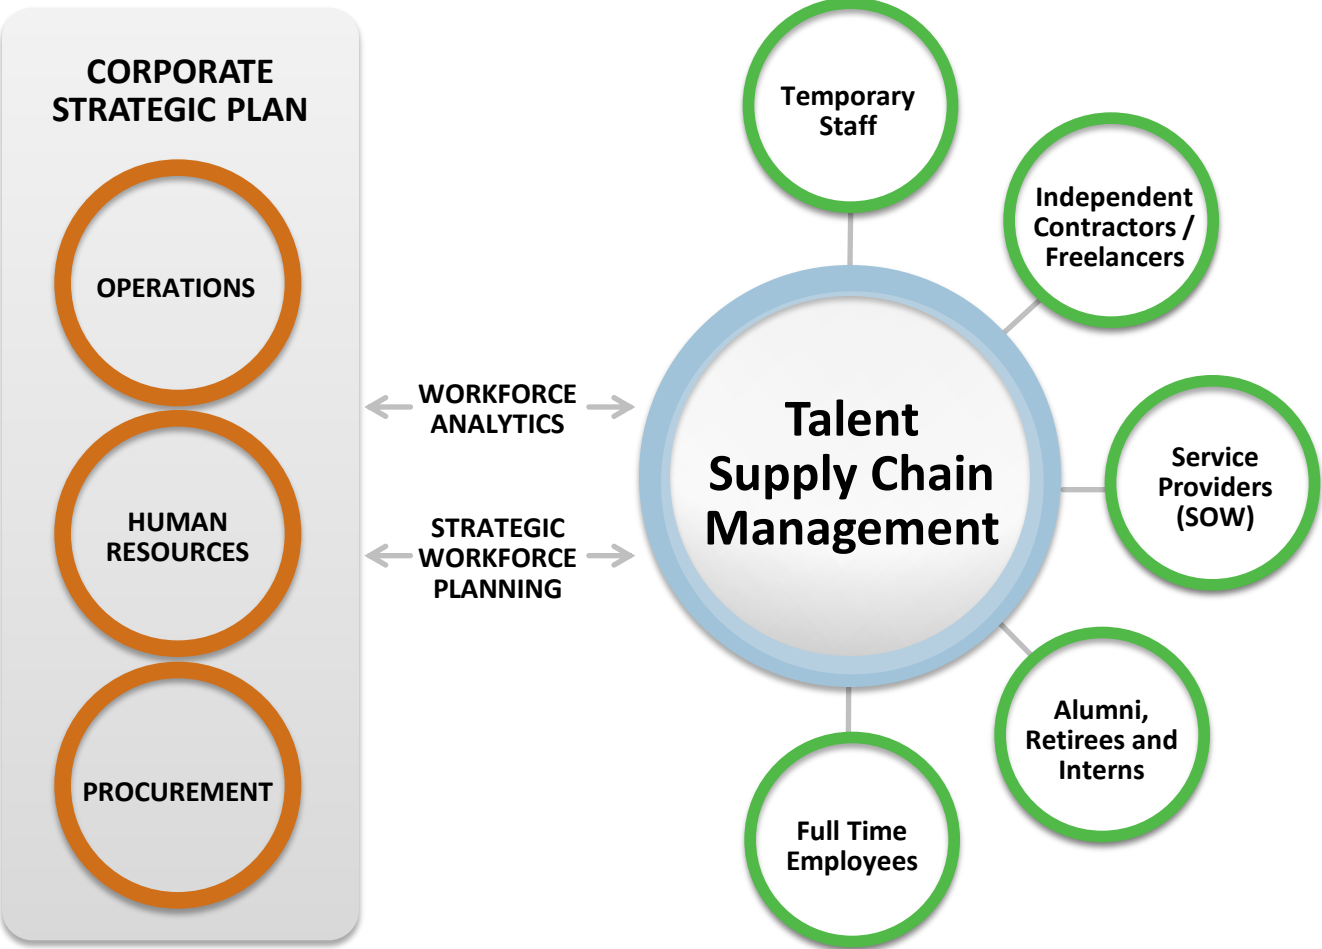 CORPORATE
STRATEGIC PLAN
OPERATIONS
HUMAN
RESOURCES
PROCUREMENT
WORKFORCE
ANALYTICS
STRATEGIC
WORKFORCE
PLANNING
Talent
Supply Chain
Management
Temporary
Staff
Independent
Contractors /
Freelancers
Service
Providers
(SOW)
Alumni,
Retirees and
Interns
Full Time
Employees